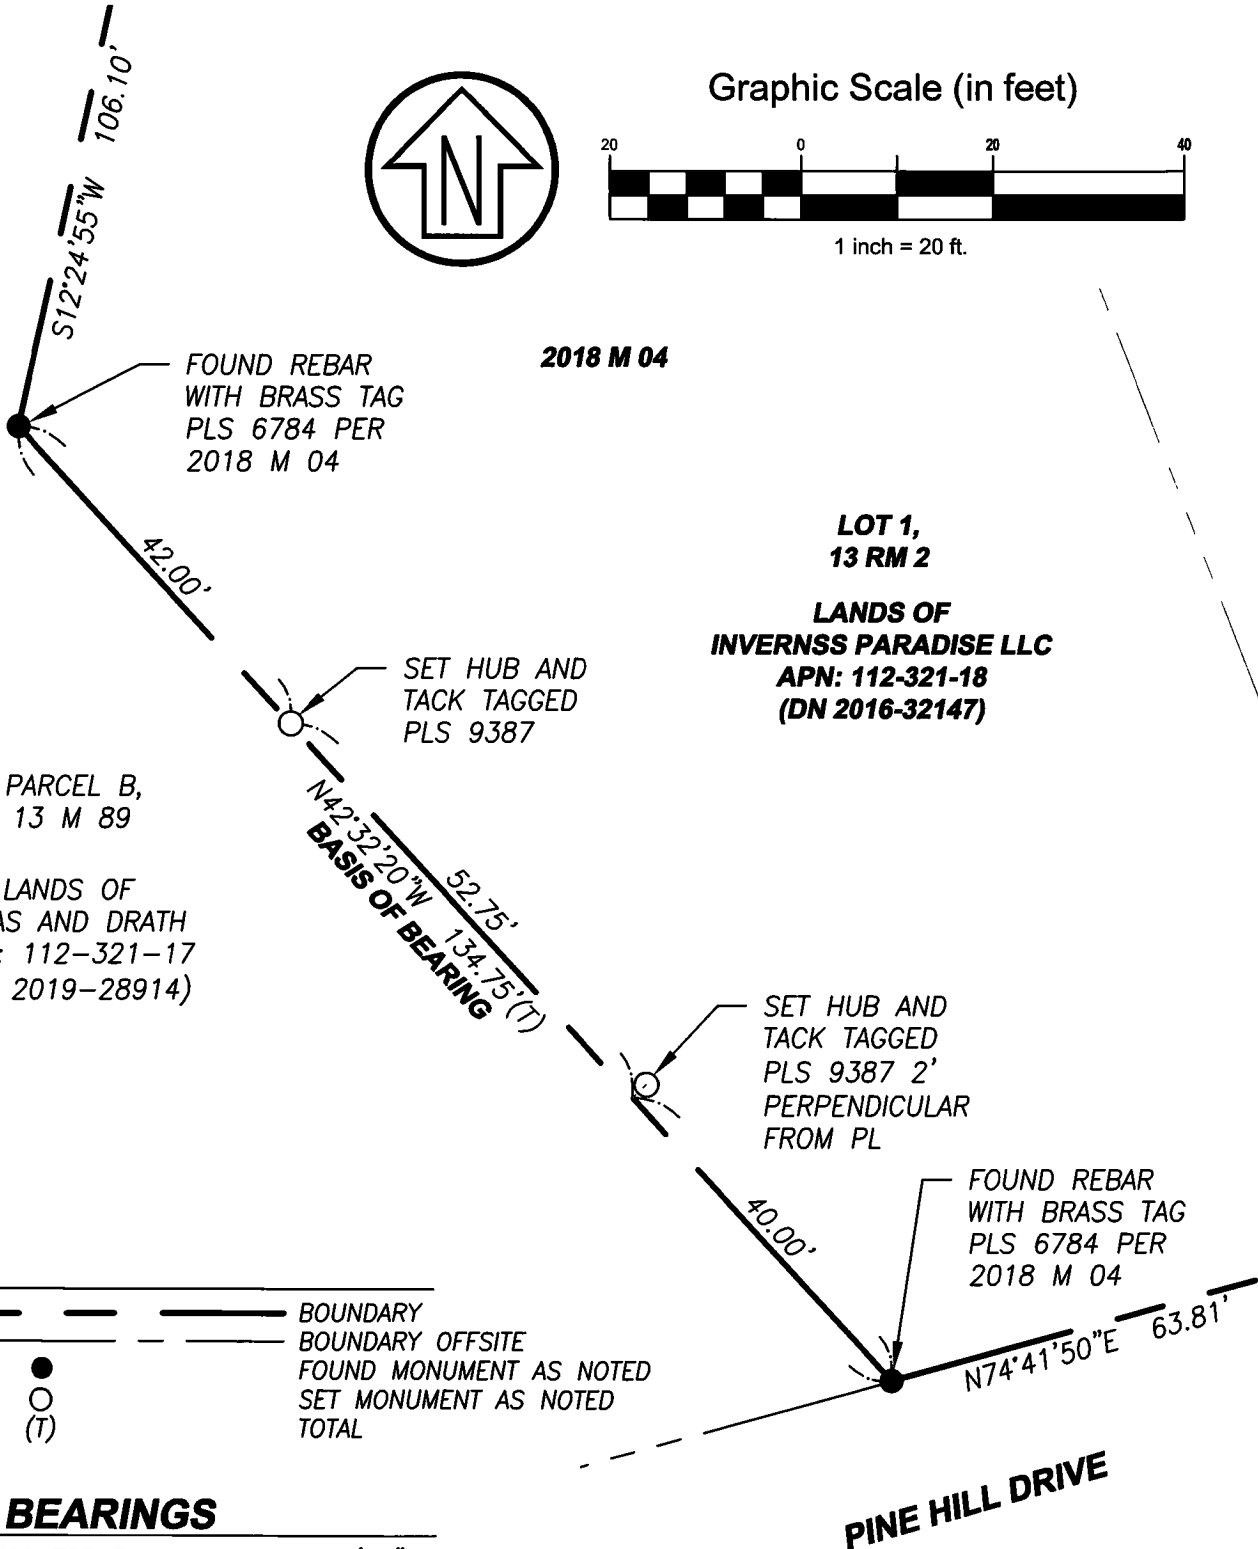 Graphic Scale (in feet)
20 0 20 40
1 inch = 20 ft.
N
S12°24'55"W 106.10'
FOUND REBAR
WITH BRASS TAG
PLS 6784 PER
2018 M 04
2018 M 04
42.00'
LOT 1,
13 RM 2
LANDS OF
INVERNSS PARADISE LLC
APN: 112-321-18
(DN 2016-32147)
SET HUB AND
TACK TAGGED
PLS 9387
PARCEL B,
13 M 89
LANDS OF
AS AND DRATH
: 112-321-17
2019-28914)
N42°32'20"W 134.75'(T)
BASIS OF BEARING
52.75'
SET HUB AND
TACK TAGGED
PLS 9387 2'
PERPENDICULAR
FROM PL
40.00'
FOUND REBAR
WITH BRASS TAG
PLS 6784 PER
2018 M 04
N74°41'50"E 63.81'
PINE HILL DRIVE
BOUNDARY
BOUNDARY OFFSITE
FOUND MONUMENT AS NOTED
SET MONUMENT AS NOTED
(T) TOTAL
BEARINGS